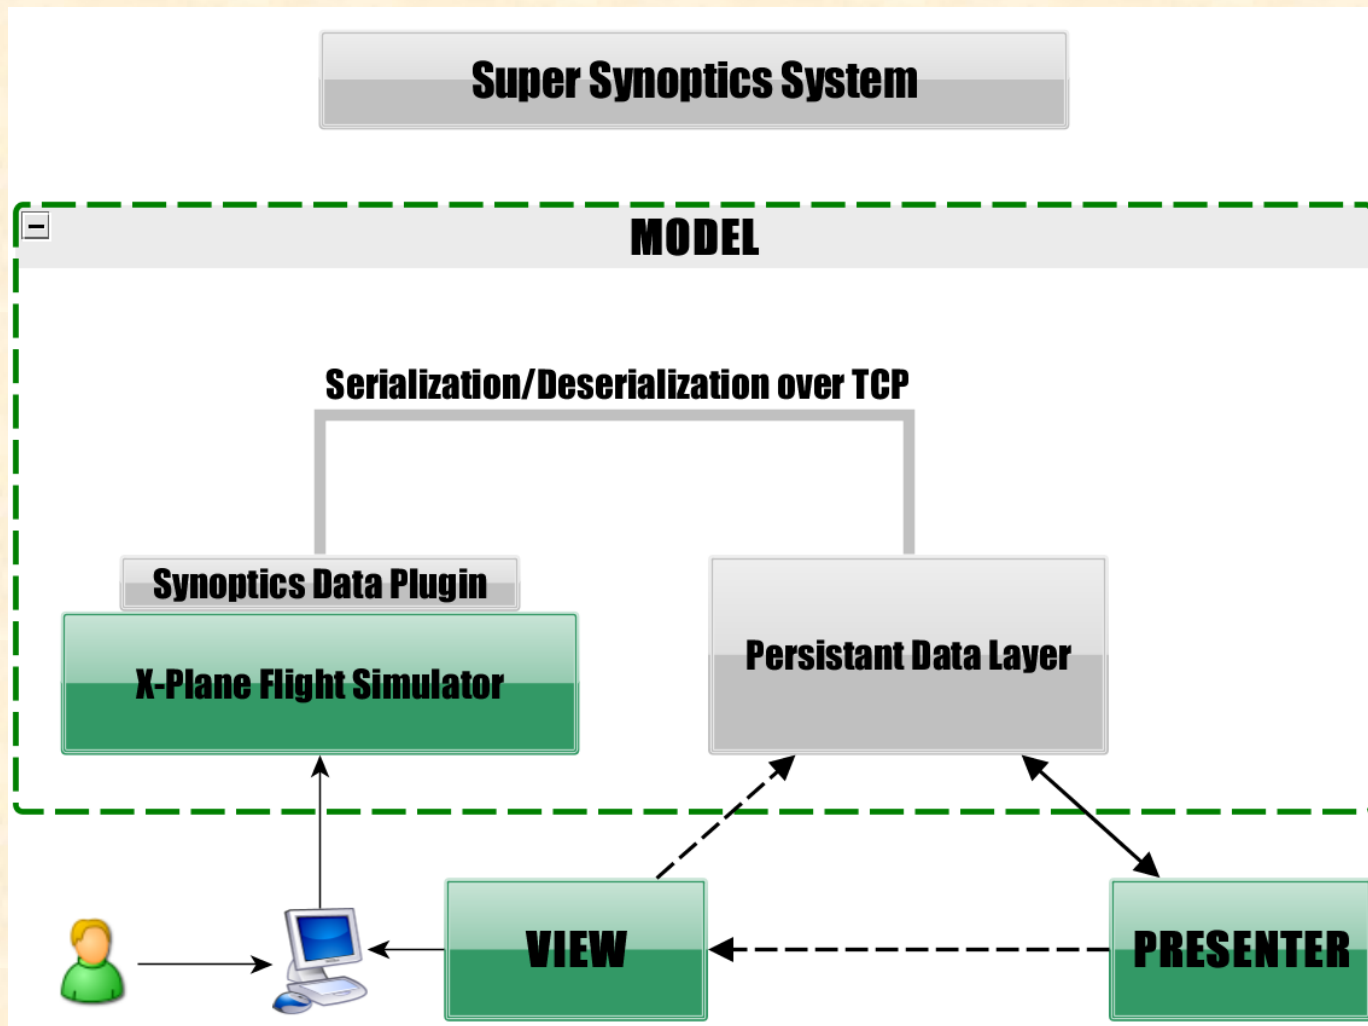 Super Synoptics System
MODEL
Serialization/Deserialization over TCP
Synoptics Data Plugin
X-Plane Flight Simulator
Persistant Data Layer
VIEW
PRESENTER